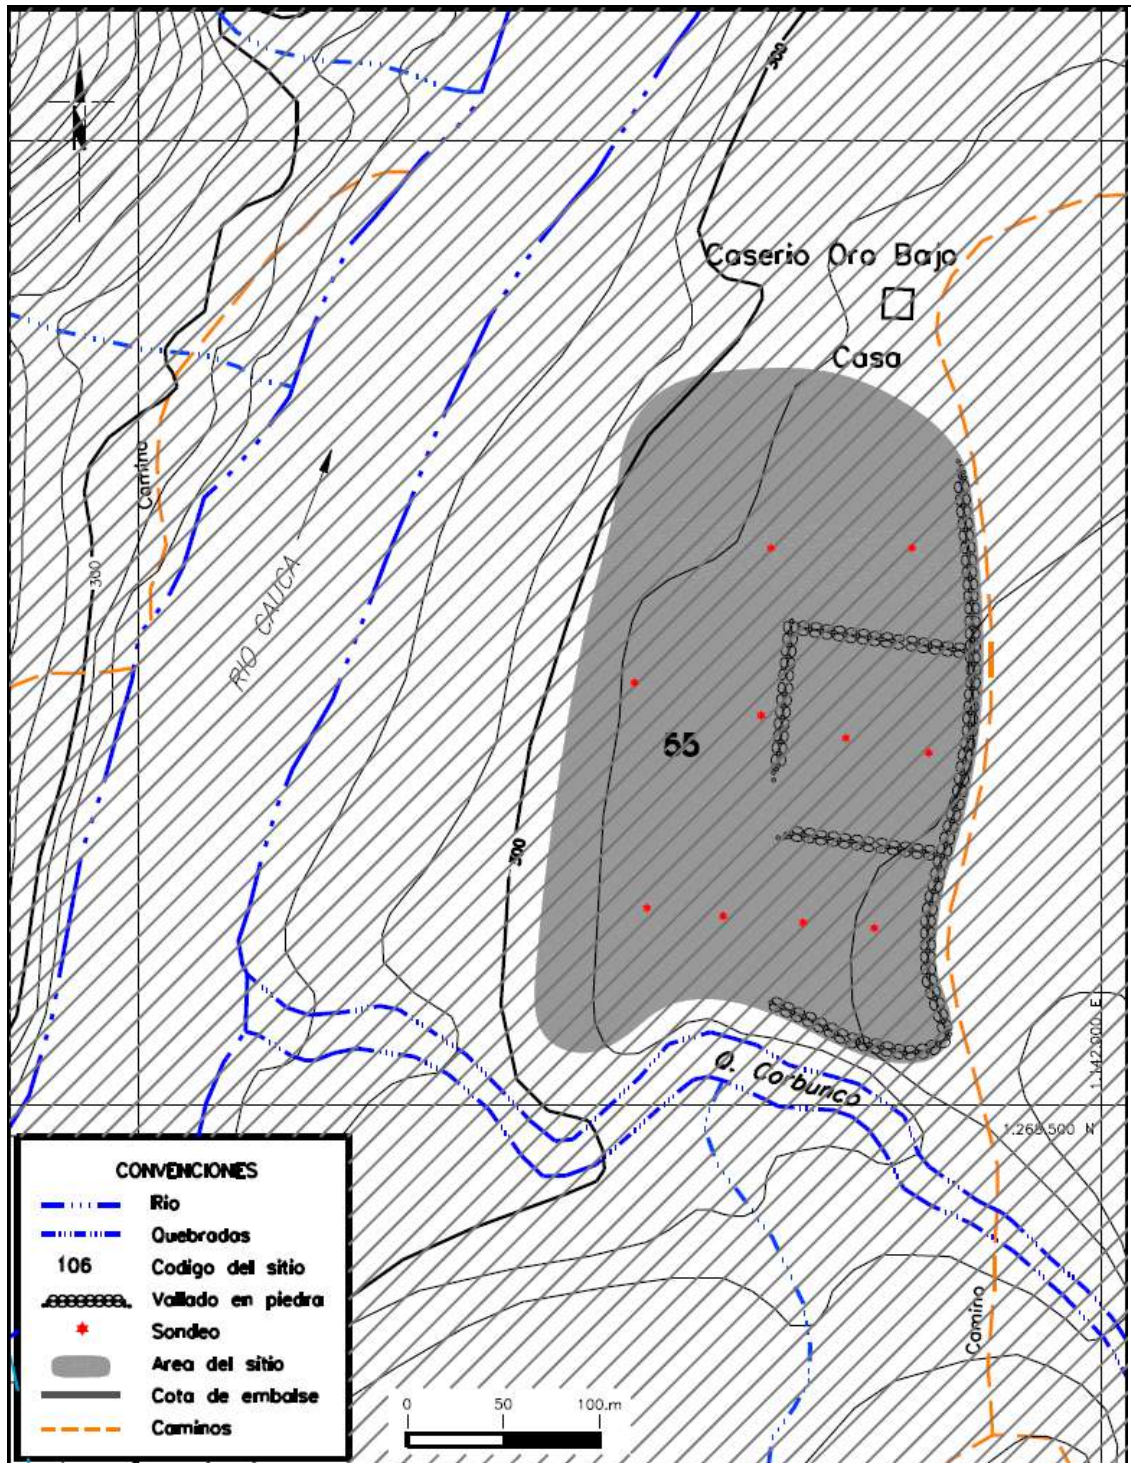 300
Caserio Oro Bajo
Casa
Camino
300
RIO CAUCA
65
300
Q. Corburico
1.142.000 E
1.268.500 N
Camino
CONVENCIONES
Rio
Quebradas
106 Codigo del sitio
Vallado en piedra
Sondeo
Area del sitio
Cota de embalse
Caminos
0 50 100.m